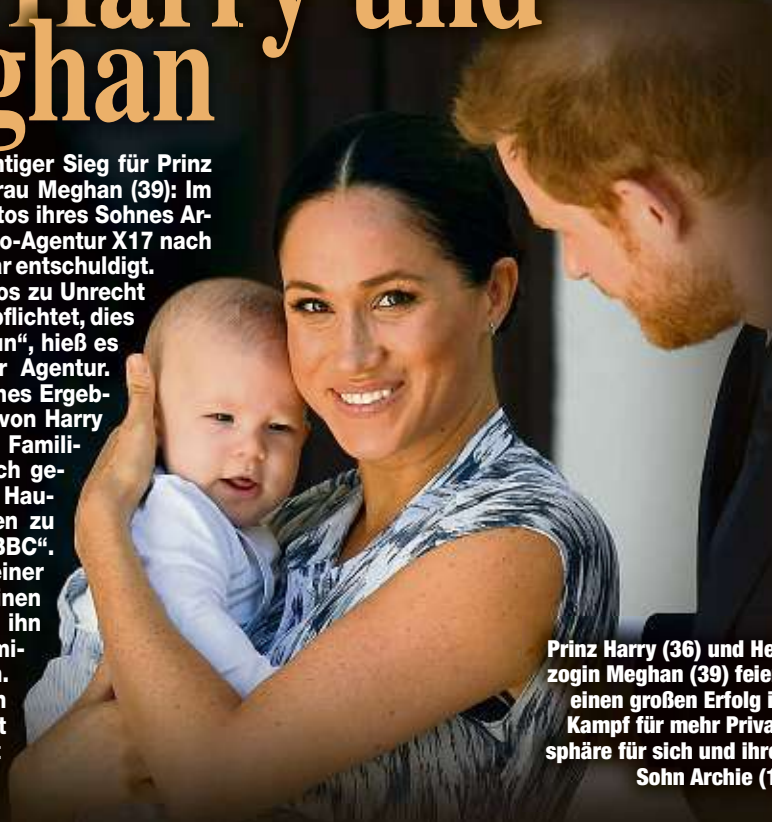 Harry und
ghan
ntiger Sieg für Prinz
rau Meghan (39): Im
tos ihres Sohnes Ar-
o-Agentur X17 nach
ar entschuldigt.
os zu Unrecht
pflichtet, dies
un“, hieß es
r Agentur.
nes Ergeb-
von Harry
Famili-
ch ge-
Hau-
en zu
BBC“.
einer
inen
ihn
mi-
n
t
Prinz Harry (36) und He
zogin Meghan (39) feie
einen großen Erfolg i
Kampf für mehr Priva
sphäre für sich und ihre
Sohn Archie (1